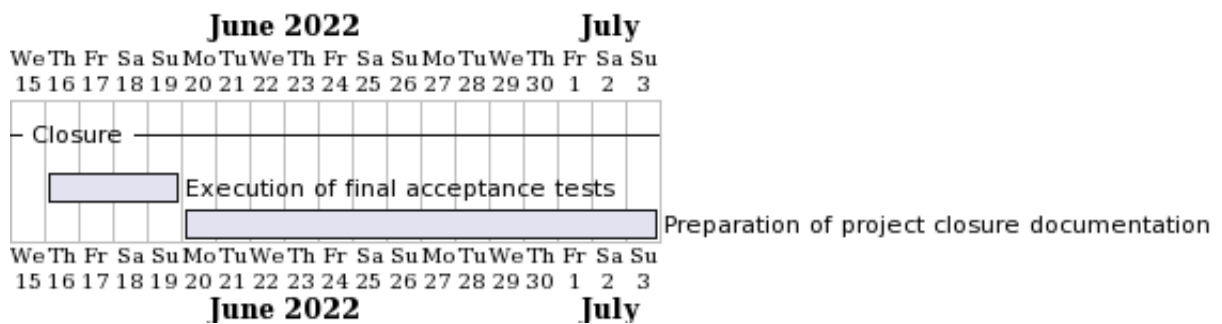 June 2022 July
We Th Fr Sa Su Mo Tu We Th Fr Sa Su Mo Tu We Th Fr Sa Su
15 16 17 18 19 20 21 22 23 24 25 26 27 28 29 30 1 2 3
Closure
Execution of final acceptance tests
Preparation of project closure documentation
We Th Fr Sa Su Mo Tu We Th Fr Sa Su Mo Tu We Th Fr Sa Su
15 16 17 18 19 20 21 22 23 24 25 26 27 28 29 30 1 2 3
June 2022 July